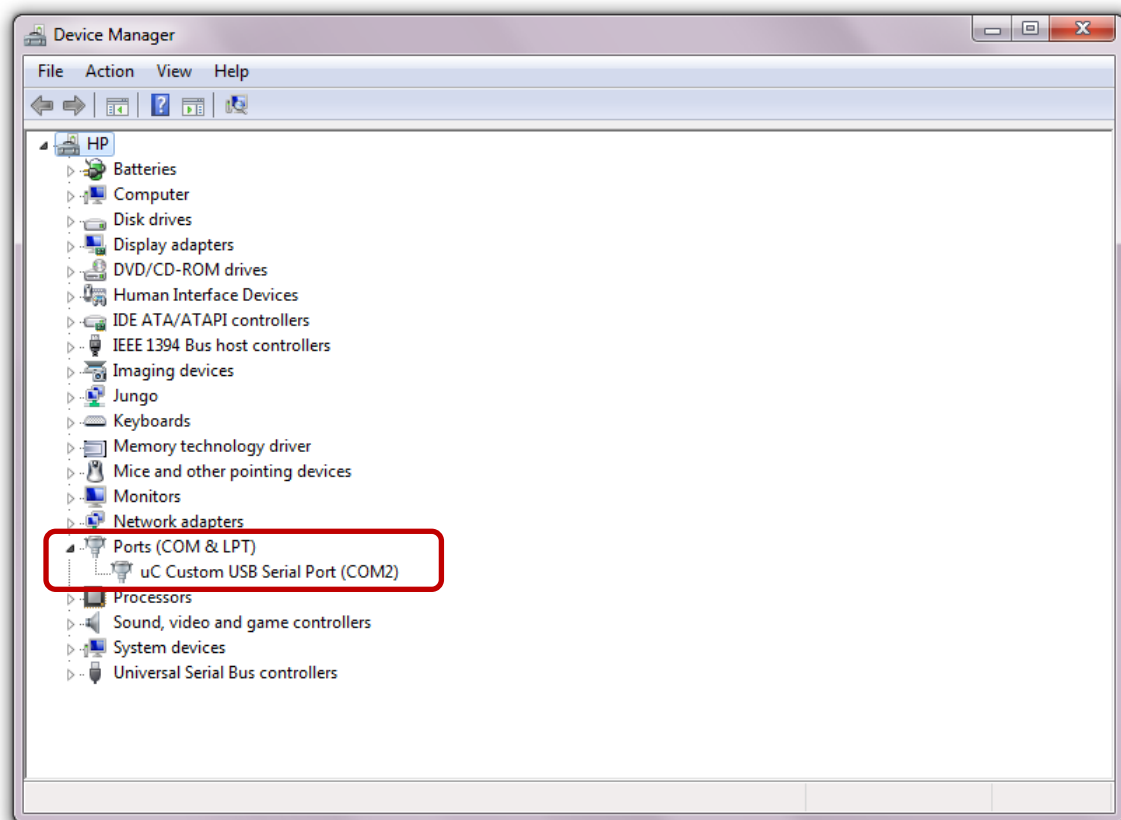 Device Manager
File Action View Help
HP
Batteries
Computer
Disk drives
Display adapters
DVD/CD-ROM drives
Human Interface Devices
IDE ATA/ATAPI controllers
IEEE 1394 Bus host controllers
Imaging devices
Jungo
Keyboards
Memory technology driver
Mice and other pointing devices
Monitors
Network adapters
Ports (COM & LPT)
uC Custom USB Serial Port (COM2)
Processors
Sound, video and game controllers
System devices
Universal Serial Bus controllers